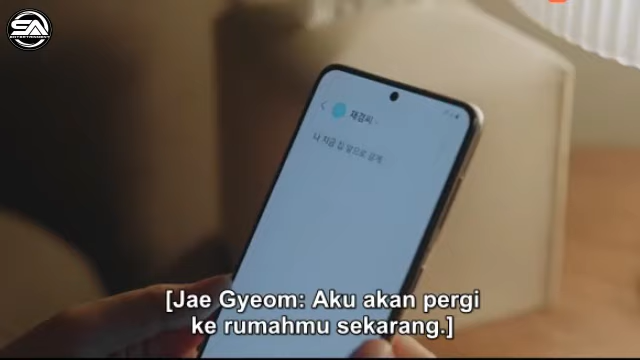 SA
ENTERTAINMENT
재겸씨
나 지금 집 앞으로 갈게
[Jae Gyeom: Aku akan pergi
ke rumahmu sekarang.]